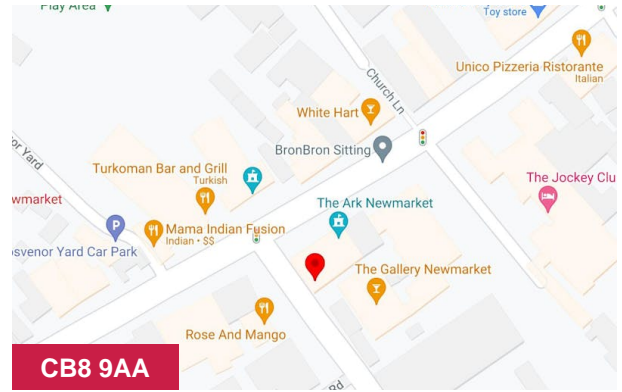 Play Area
Toy store
Unico Pizzeria Ristorante
Italian
Church Ln
White Hart
BronBron Sitting
or Yard
Turkoman Bar and Grill
Turkish
The Jockey Clu
wmarket
The Ark Newmarket
Mama Indian Fusion
Indian • $$
P
osvenor Yard Car Park
The Gallery Newmarket
Rose And Mango
Rd
CB8 9AA